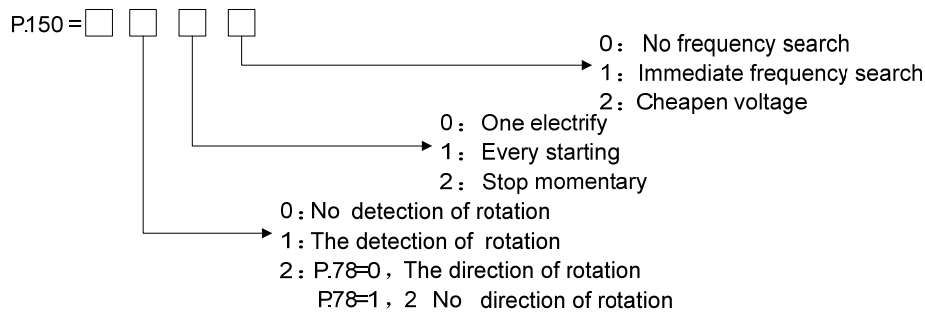 P.150 = □ □ □ □
0： No frequency search
1： Immediate frequency search
2： Cheapen voltage
0： One electrify
1： Every starting
2： Stop momentary
0：No detection of rotation
1：The detection of rotation
2：P.78=0，The direction of rotation
P.78=1，2 No direction of rotation